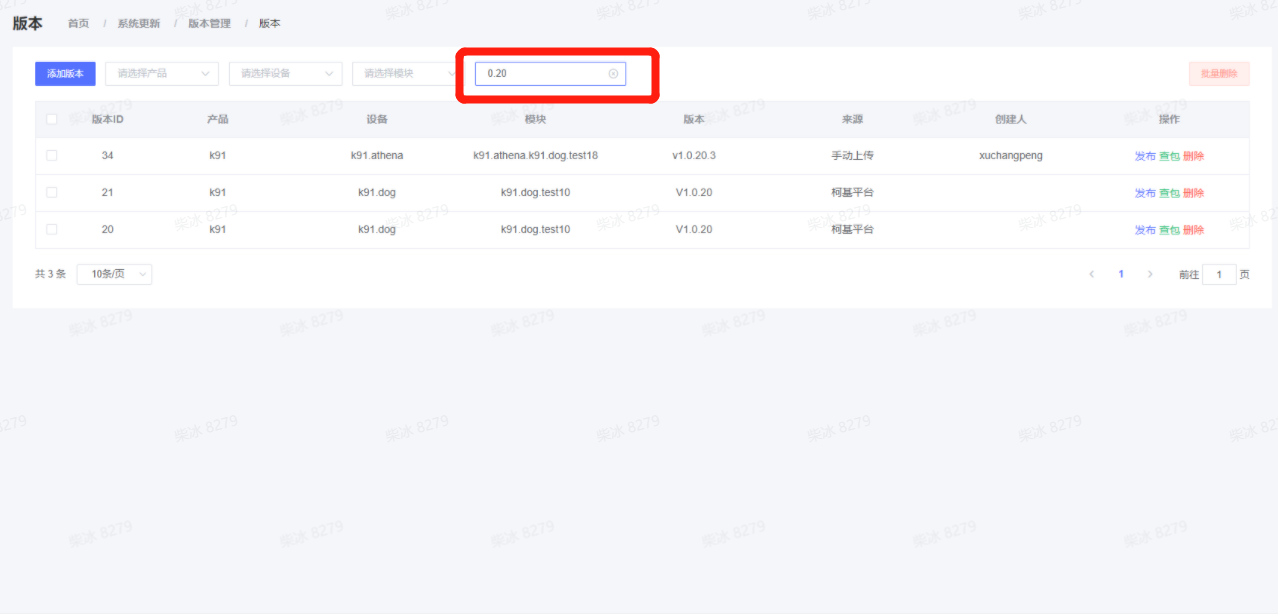 版本 首页 / 系统更新 / 版本管理 / 版本
添加版本 请选择产品 请选择设备 请选择模块 0.20 批量删除
版本ID 产品 设备 模块 版本 来源 创建人 操作
34 k91 k91.athena k91.athena.k91.dog.test18 v1.0.20.3 手动上传 xuchangpeng 发布 查包 删除
21 k91 k91.dog k91.dog.test10 V1.0.20 柯基平台 发布 查包 删除
20 k91 k91.dog k91.dog.test10 V1.0.20 柯基平台 发布 查包 删除
共 3 条 10条/页 1 前往 1 页
柴冰 8279